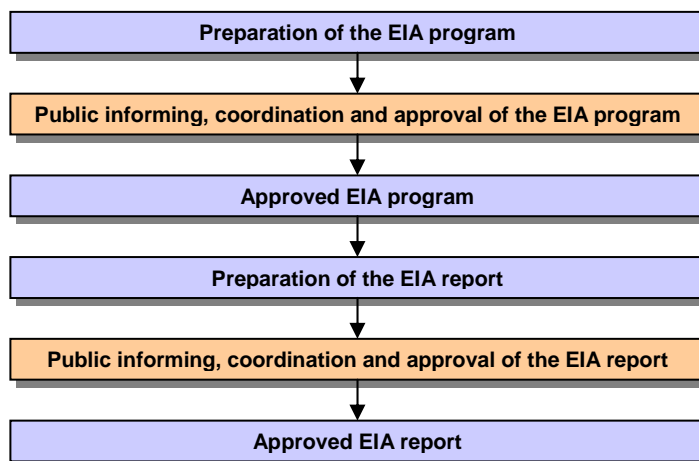 Preparation of the EIA program
Public informing, coordination and approval of the EIA program
Approved EIA program
Preparation of the EIA report
Public informing, coordination and approval of the EIA report
Approved EIA report